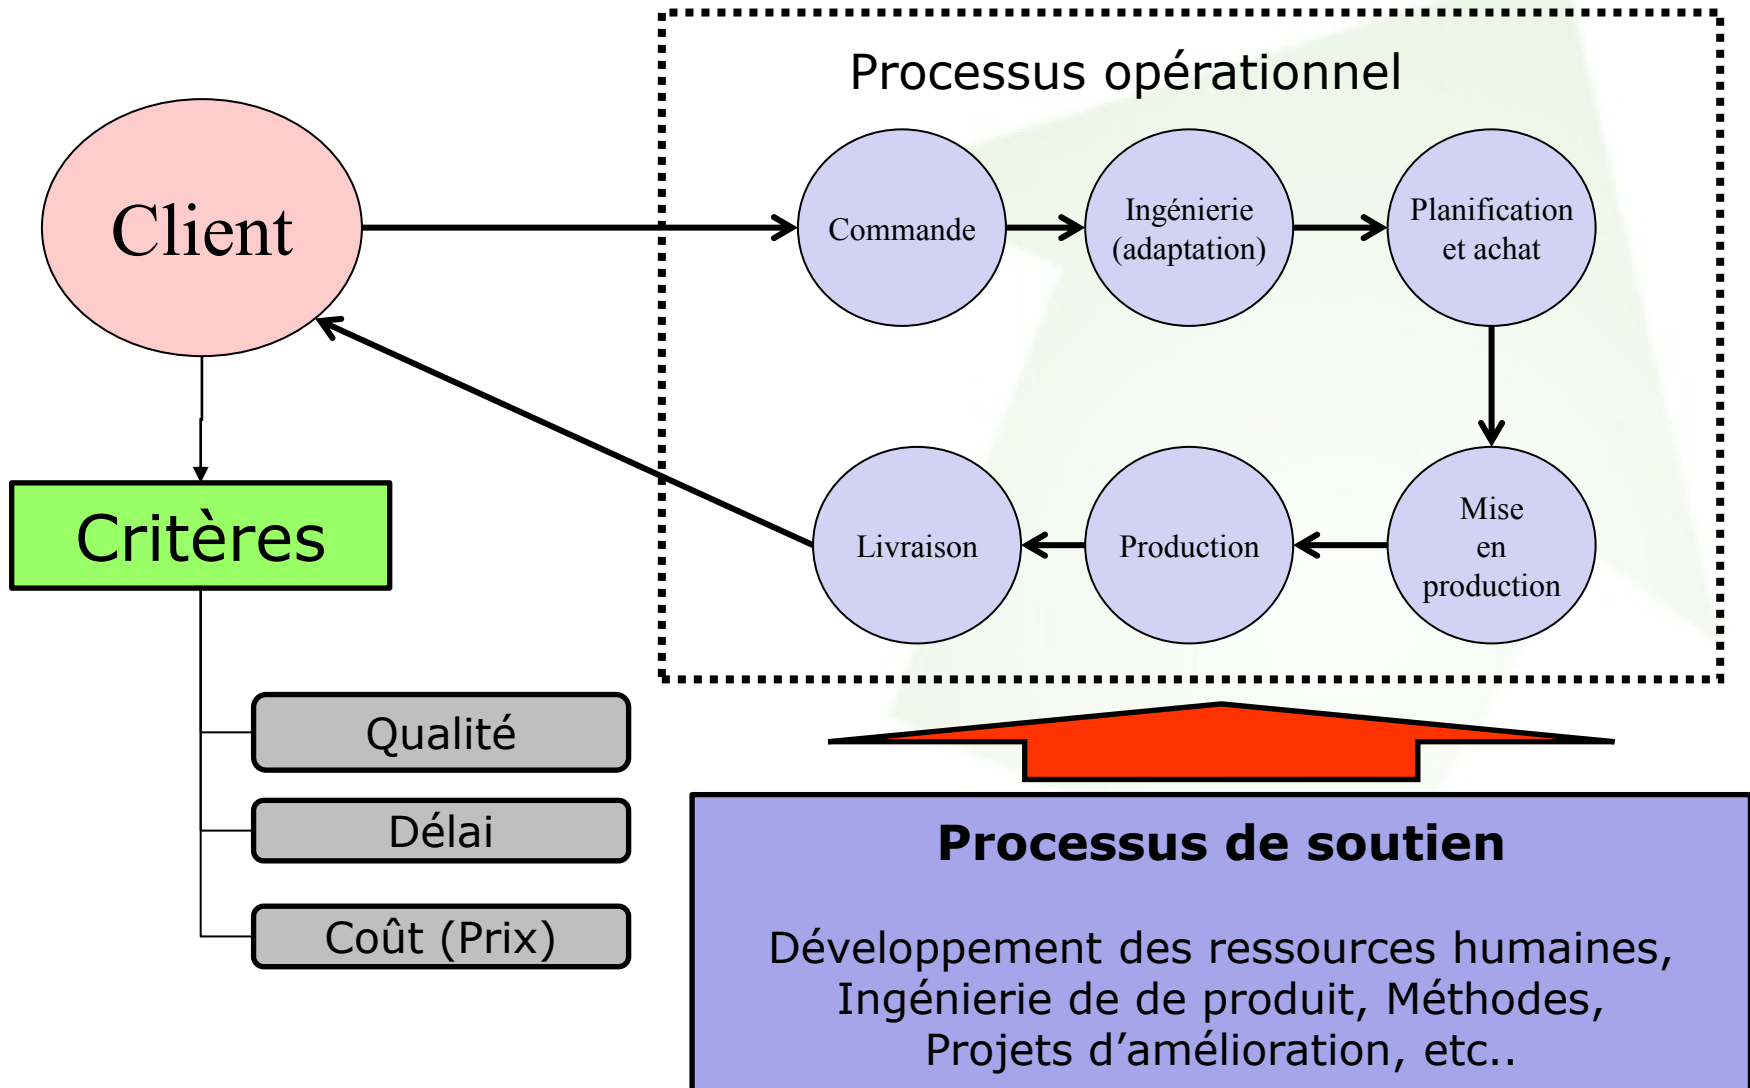 Processus opérationnel
Client
Commande
Ingénierie
(adaptation)
Planification
et achat
Livraison
Production
Mise
en
production
Critères
Qualité
Délai
Coût (Prix)
Processus de soutien
Développement des ressources humaines,
Ingénierie de de produit, Méthodes,
Projets d’amélioration, etc..